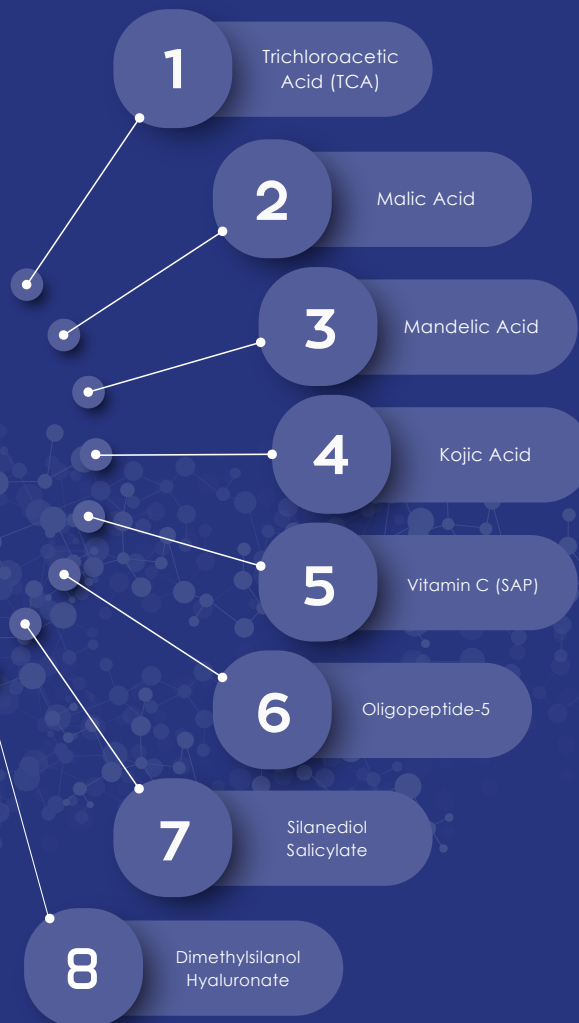 1
Trichloroacetic
Acid (TCA)
2
Malic Acid
3
Mandelic Acid
4
Kojic Acid
5
Vitamin C (SAP)
6
Oligopeptide-5
7
Silanediol
Salicylate
8
Dimethylsilanol
Hyaluronate